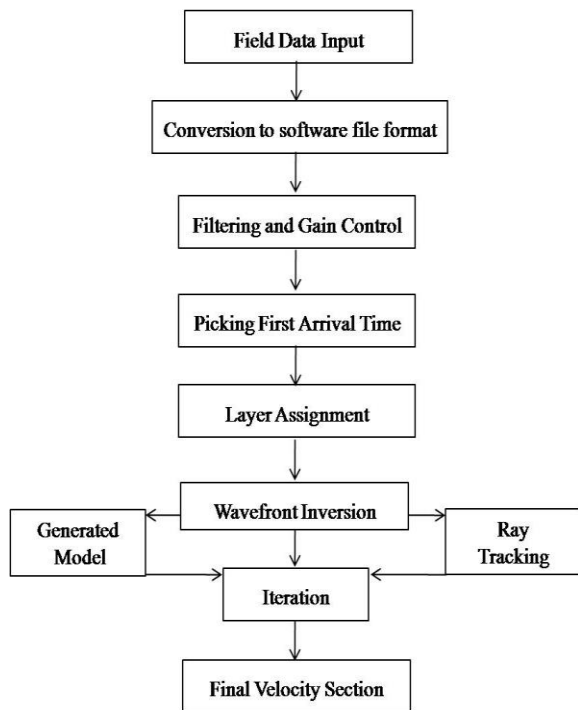 Field Data Input
Conversion to software file format
Filtering and Gain Control
Picking First Arrival Time
Layer Assignment
Wavefront Inversion
Generated
Model
Ray
Tracking
Iteration
Final Velocity Section